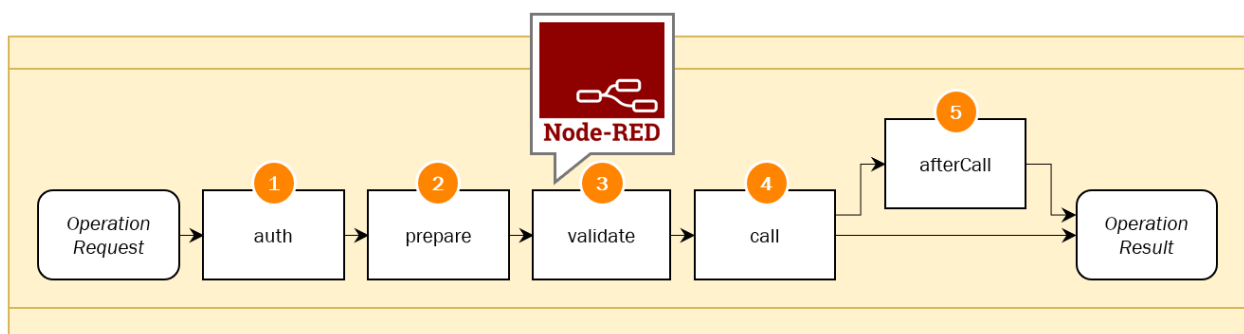 Node-RED
1
2
3
4
5
Operation
Request
auth
prepare
validate
call
afterCall
Operation
Result